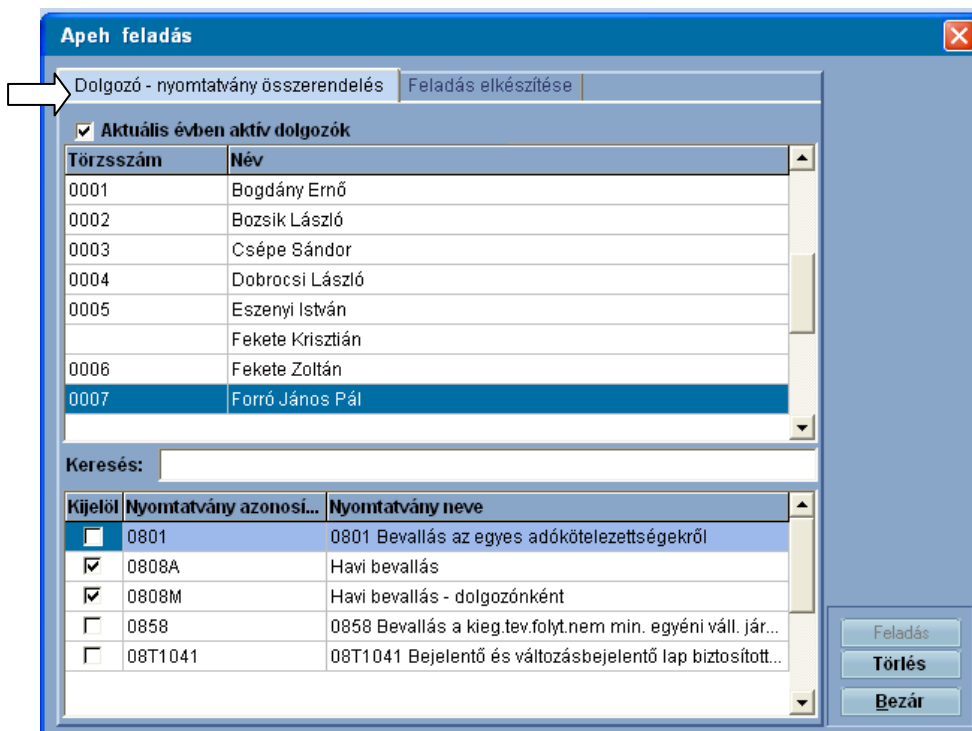 Apeh feladás
Dolgozó - nyomtatvány összerendelés Feladás elkészítése
Aktuális évben aktív dolgozók
Törzsszám Név
0001 Bogdány Ernő
0002 Bozsik László
0003 Csépe Sándor
0004 Dobrocsi László
0005 Eszenyi István
Fekete Krisztián
0006 Fekete Zoltán
0007 Forró János Pál
Keresés:
Kijelöl Nyomtatvány azonosí... Nyomtatvány neve
0801 0801 Bevallás az egyes adókötelezettségekről
0808A Havi bevallás
0808M Havi bevallás - dolgozónként
0858 0858 Bevallás a kieg.tev.folyt.nem min. egyéni váll. jár...
08T1041 08T1041 Bejelentő és változásbejelentő lap biztosított...
Feladás
Törlés
Bezár